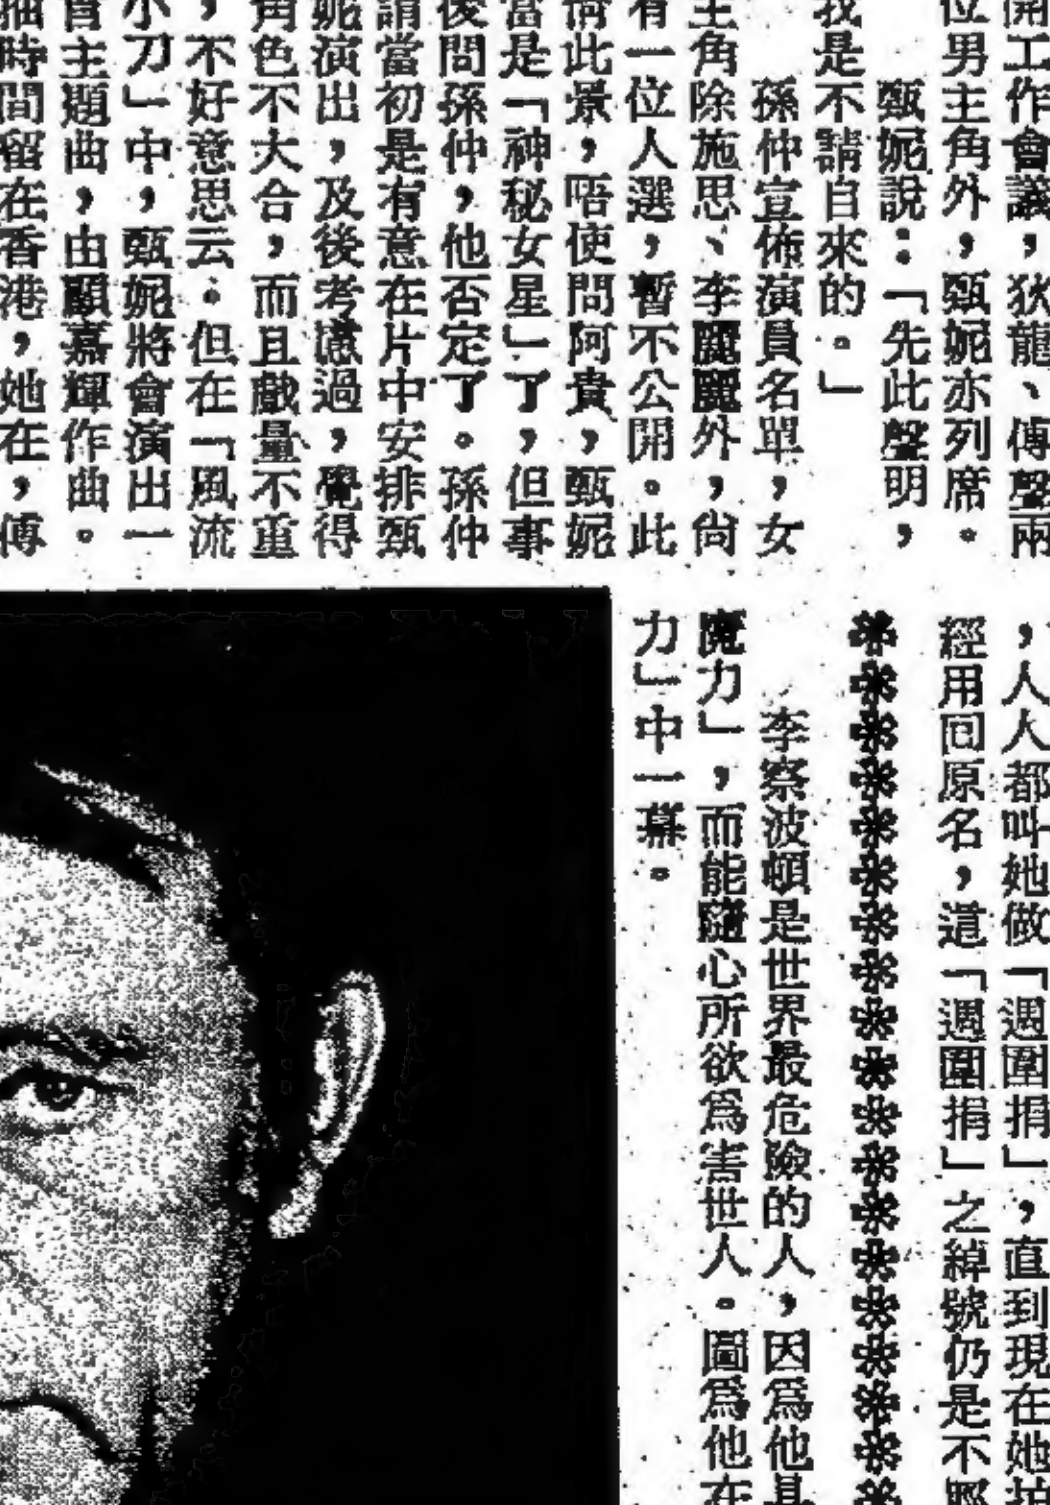 開工作會議，狄龍、傅聲兩
位男主角外，甄妮亦列席。
甄妮說：「先此聲明，
我是不請自來的。」
孫仲宣佈演員名單，女
主角除施思、李麗麗外，尙
有一位人選，暫不公開。此
情此景，唔使問阿貴，甄妮
當是「神秘女星」了，但事
後問孫仲，他否定了。孫仲
謂當初是有意在片中安排甄
妮演出，及後考慮過，覺得
角色不大合，而且戲量不重
，不好意思云。但在「風流
小刀」中，甄妮將會演出一
首主題曲，由顧嘉輝作曲。
抽時間留在香港，她在，傅
，人人都叫她做「週圍捐」，直到現在她拍
經用回原名，道「週圍捐」之綽號仍是不
李察波頓是世界最危險的人，因爲他具
魔力」，而能隨心所欲爲害世人。圖爲他在
力」中一幕。